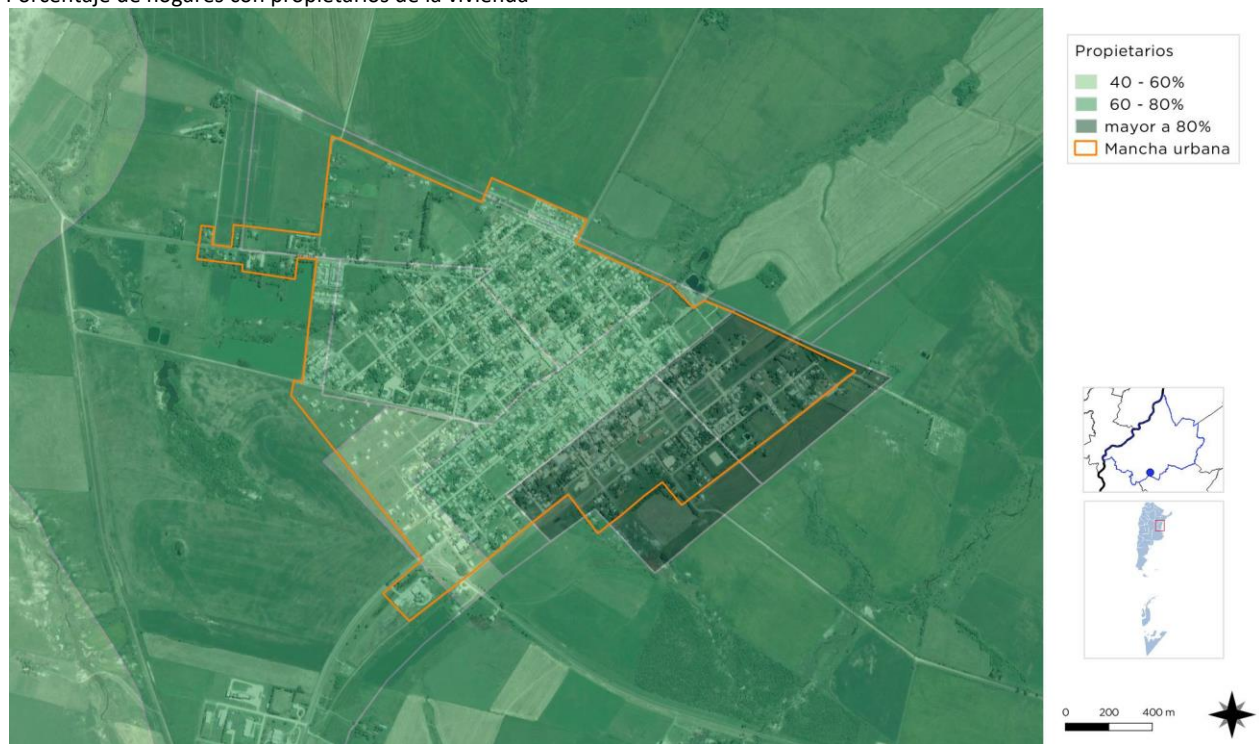 Porcentaje de hogares con propietarios de la vivienda
Propietarios
40 - 60%
60 - 80%
mayor a 80%
Mancha urbana
0 200 400 m